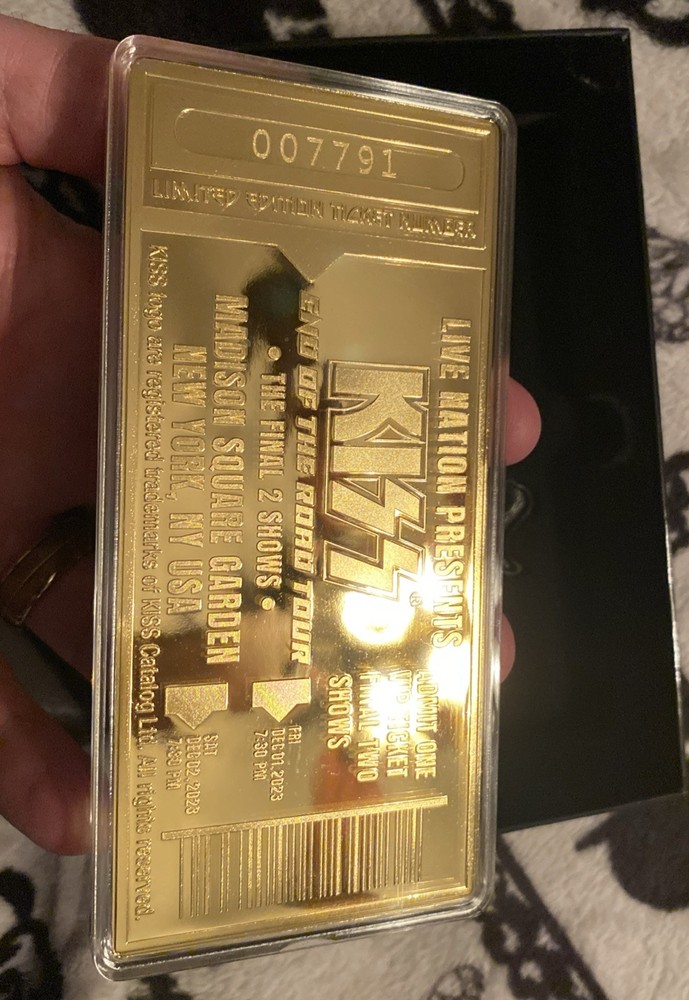 007791
LIMITED EDITION TICKET NUMBER
LIVE NATION PRESENTS
KISS®
END OF THE ROAD TOUR
• THE FINAL 2 SHOWS •
MADISON SQUARE GARDEN
NEW YORK, NY USA
KISS logo are registered trademarks of KISS Catalog Ltd. All rights reserved.
ADMIT ONE
VIP TICKET
FINAL TWO
SHOWS
FRI
DEC 01, 2023
7:30 PM
SAT
DEC 02, 2023
7:30 PM